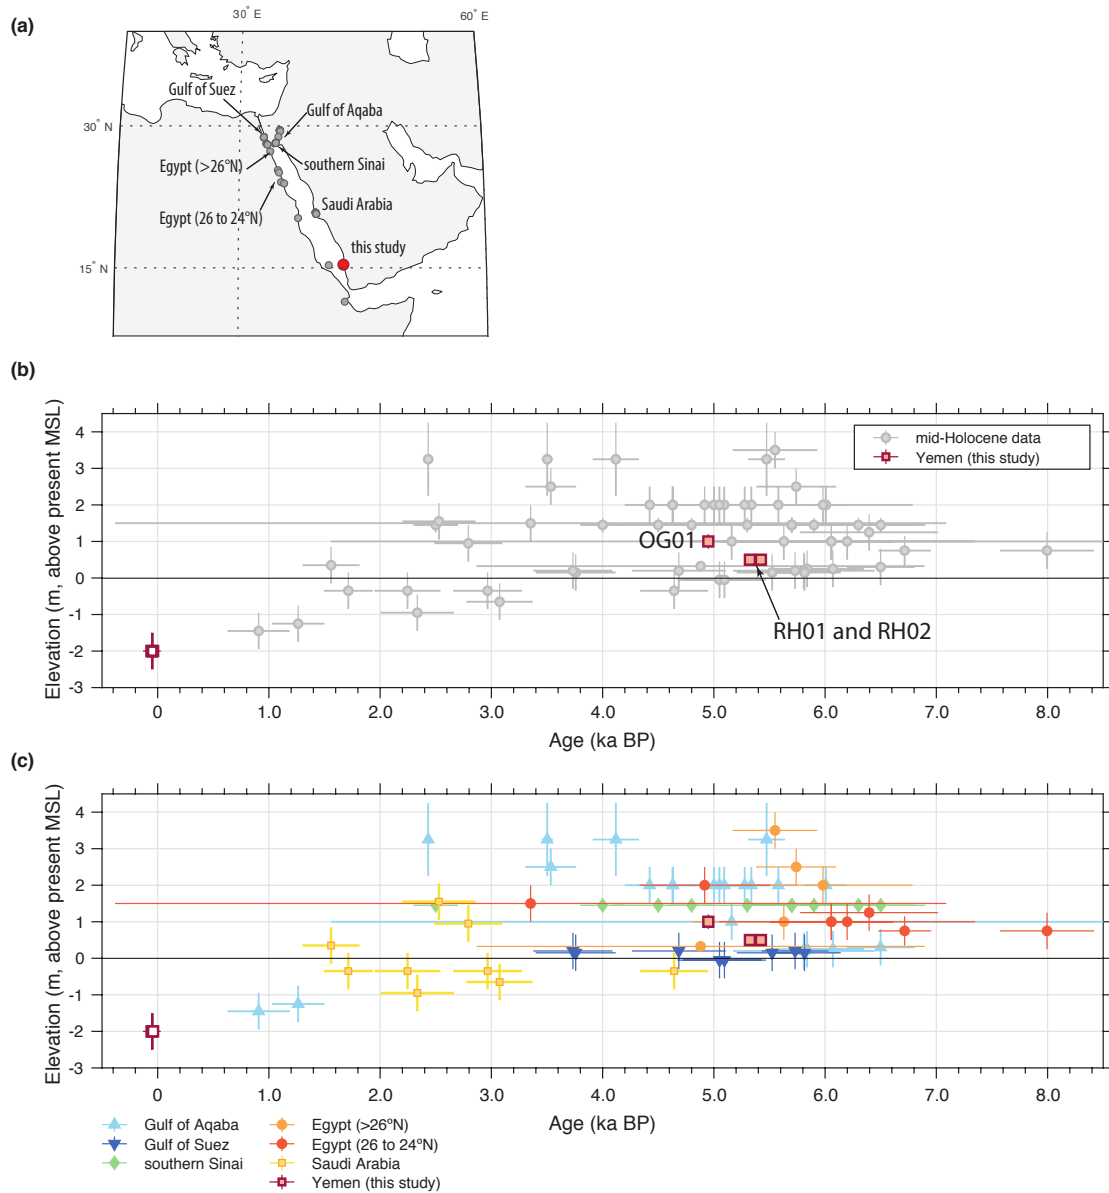 (a)
30° E
60° E
Gulf of Suez
Gulf of Aqaba
30° N
Egypt (>26°N)
southern Sinai
Egypt (26 to 24°N)
Saudi Arabia
this study
15° N
(b)
Elevation (m, above present MSL)
4
3
2
1
0
-1
-2
-3
mid-Holocene data
Yemen (this study)
OG01
RH01 and RH02
0 1.0 2.0 3.0 4.0 5.0 6.0 7.0 8.0
Age (ka BP)
(c)
Elevation (m, above present MSL)
4
3
2
1
0
-1
-2
-3
0 1.0 2.0 3.0 4.0 5.0 6.0 7.0 8.0
Age (ka BP)
Gulf of Aqaba
Gulf of Suez
southern Sinai
Egypt (>26°N)
Egypt (26 to 24°N)
Saudi Arabia
Yemen (this study)